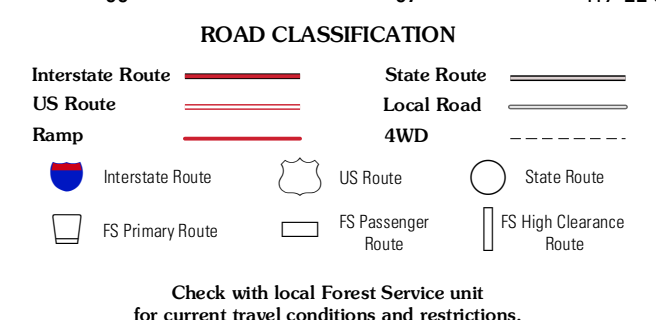 ROAD CLASSIFICATION
Interstate Route
State Route
US Route
Local Road
Ramp
4WD
Interstate Route
US Route
State Route
FS Primary Route
FS Passenger
Route
FS High Clearance
Route
Check with local Forest Service unit
for current travel conditions and restrictions.